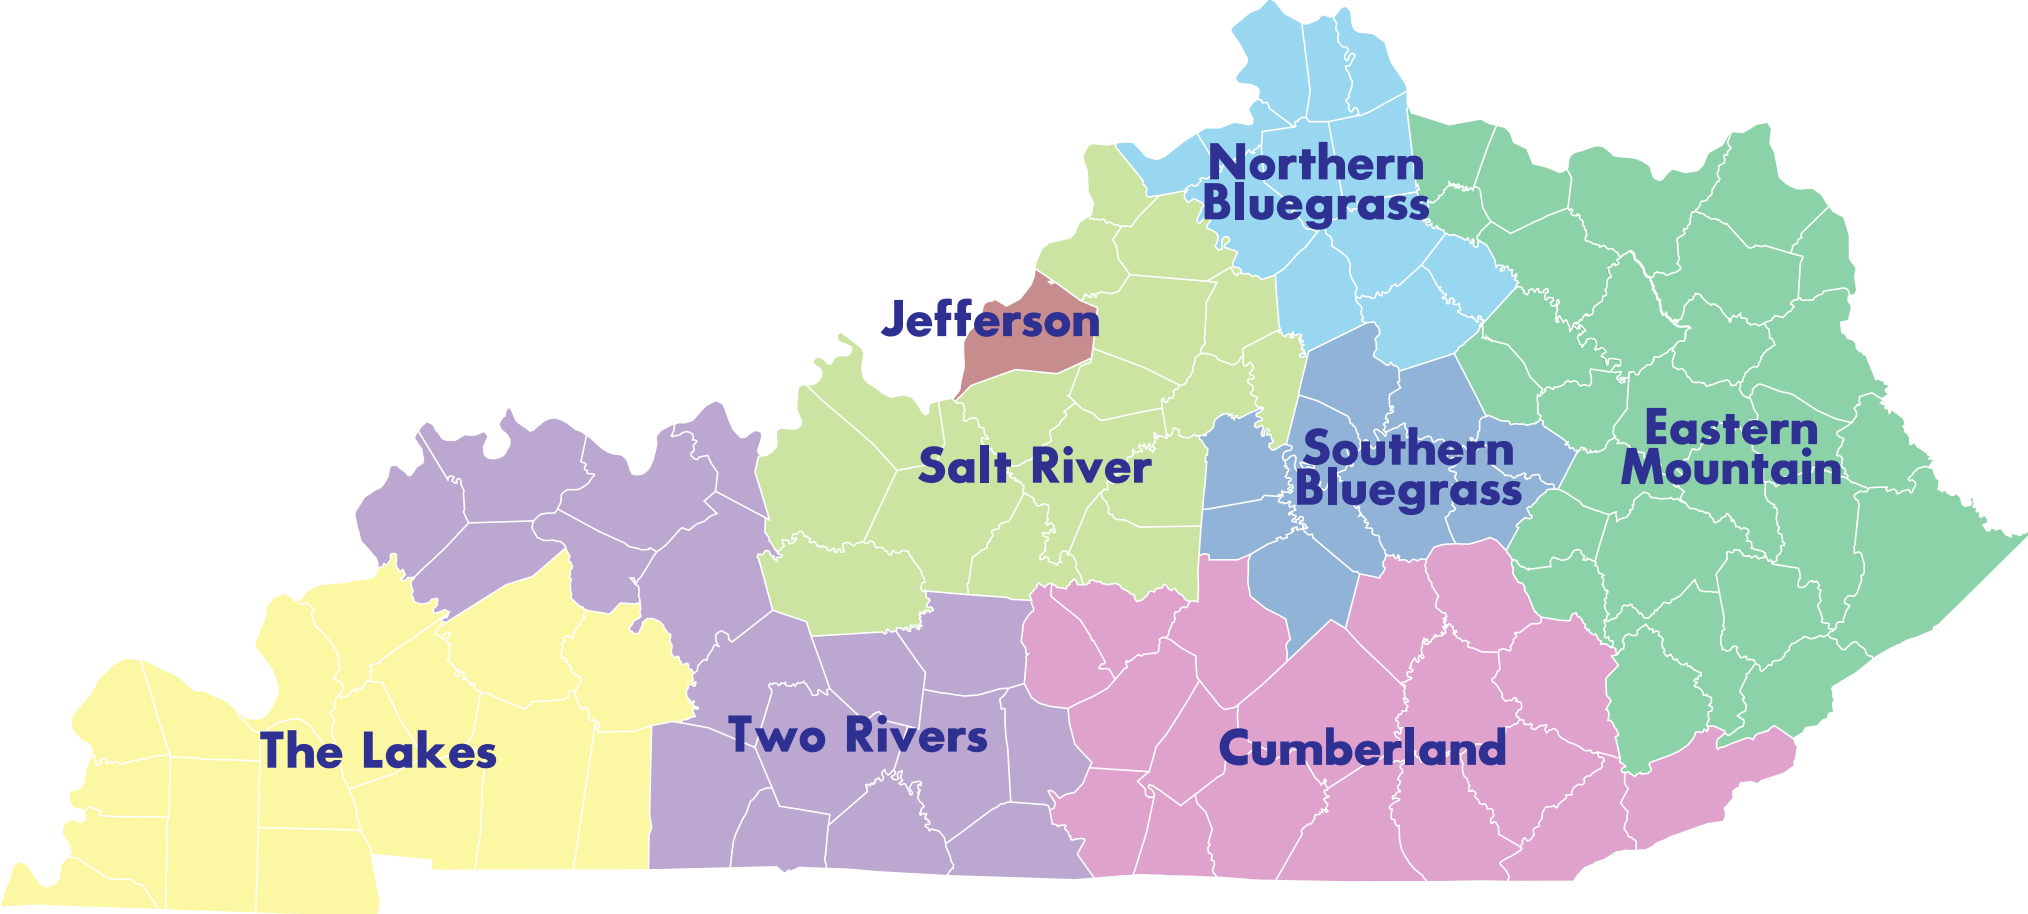 Northern
Bluegrass
Jefferson
Eastern
Mountain
Southern
Bluegrass
Salt River
The Lakes
Two Rivers
Cumberland